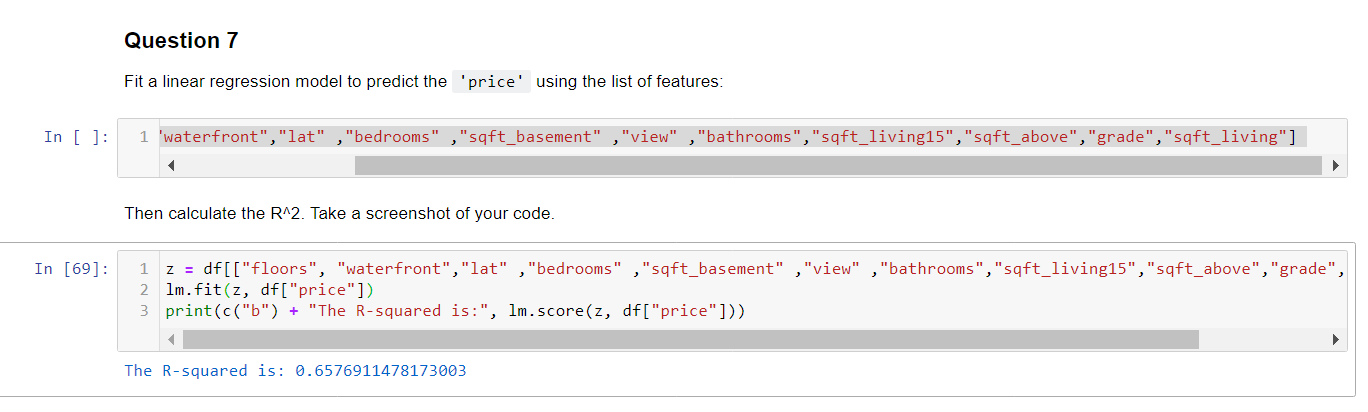 Question 7
Fit a linear regression model to predict the 'price' using the list of features:
In [ ]: 1 'waterfront","lat" ,"bedrooms" ,"sqft_basement" ,"view" ,"bathrooms","sqft_living15","sqft_above","grade","sqft_living"]
Then calculate the R^2. Take a screenshot of your code.
In [69]: 1 z = df[["floors", "waterfront","lat" ,"bedrooms" ,"sqft_basement" ,"view" ,"bathrooms","sqft_living15","sqft_above","grade",
2 lm.fit(z, df["price"])
3 print(c("b") + "The R-squared is:", lm.score(z, df["price"]))
The R-squared is: 0.6576911478173003